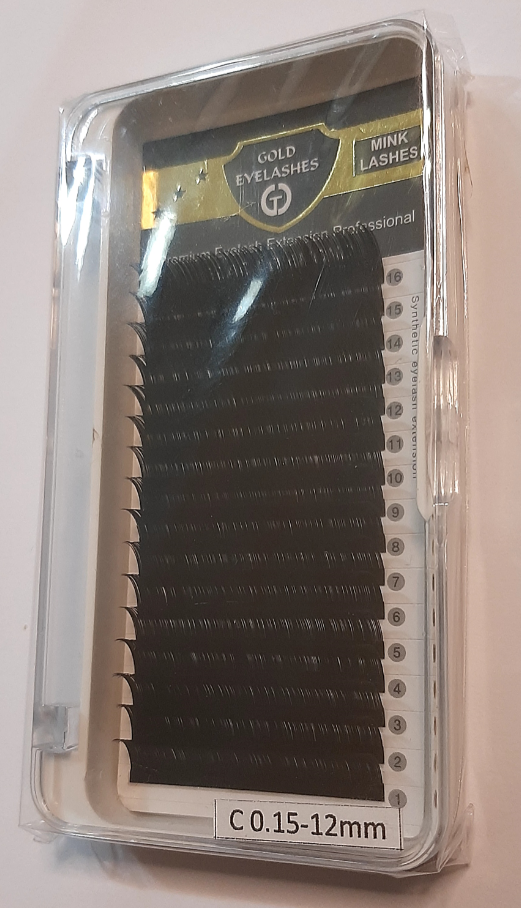 GOLD
EYELASHES
MINK
LASHES
Premium Eyelash Extension Professional
16
15
14
13
12
11
10
9
8
7
6
5
4
3
2
1
Synthetic eyelash extension
C 0.15-12mm